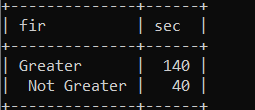 +---------------+------+
| fir           | sec  |
+---------------+------+
| Greater       |  140 |
|  Not Greater  |   40 |
+---------------+------+